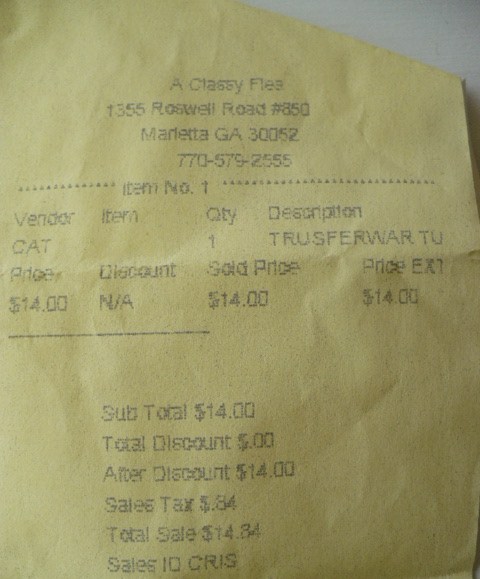 A Classy Flea
1355 Roswell Road #850
Marietta GA 30062
770-579-2555
**************** Item No. 1 ***********************************
Vendor Item Qty Description
CAT 1 TRUSFERWAR TU
Price Discount Sold Price Price EXT
$14.00 N/A $14.00 $14.00
Sub Total $14.00
Total Discount $.00
After Discount $14.00
Sales Tax $.84
Total Sale $14.84
Sales ID CRIS